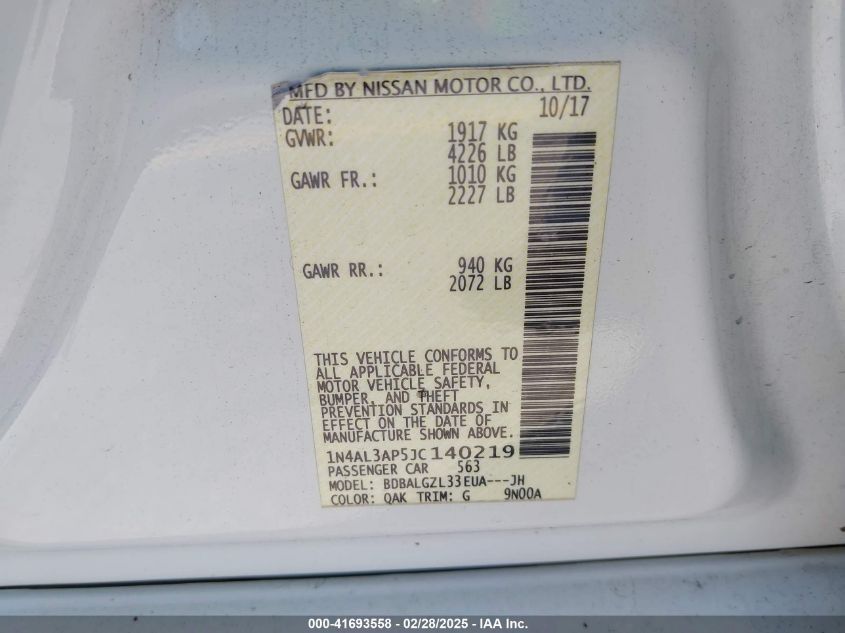 MFD BY NISSAN MOTOR CO., LTD.
DATE: 10/17
GVWR: 1917 KG
4226 LB
GAWR FR.: 1010 KG
2227 LB
GAWR RR.: 940 KG
2072 LB
THIS VEHICLE CONFORMS TO
ALL APPLICABLE FEDERAL
MOTOR VEHICLE SAFETY,
BUMPER, AND THEFT
PREVENTION STANDARDS IN
EFFECT ON THE DATE OF
MANUFACTURE SHOWN ABOVE.
1N4AL3AP5JC140219
PASSENGER CAR 563
MODEL: BDBALGZL33EUA---JH
COLOR: QAK TRIM: G 9N00A
000-41693558 - 02/28/2025 - IAA Inc.